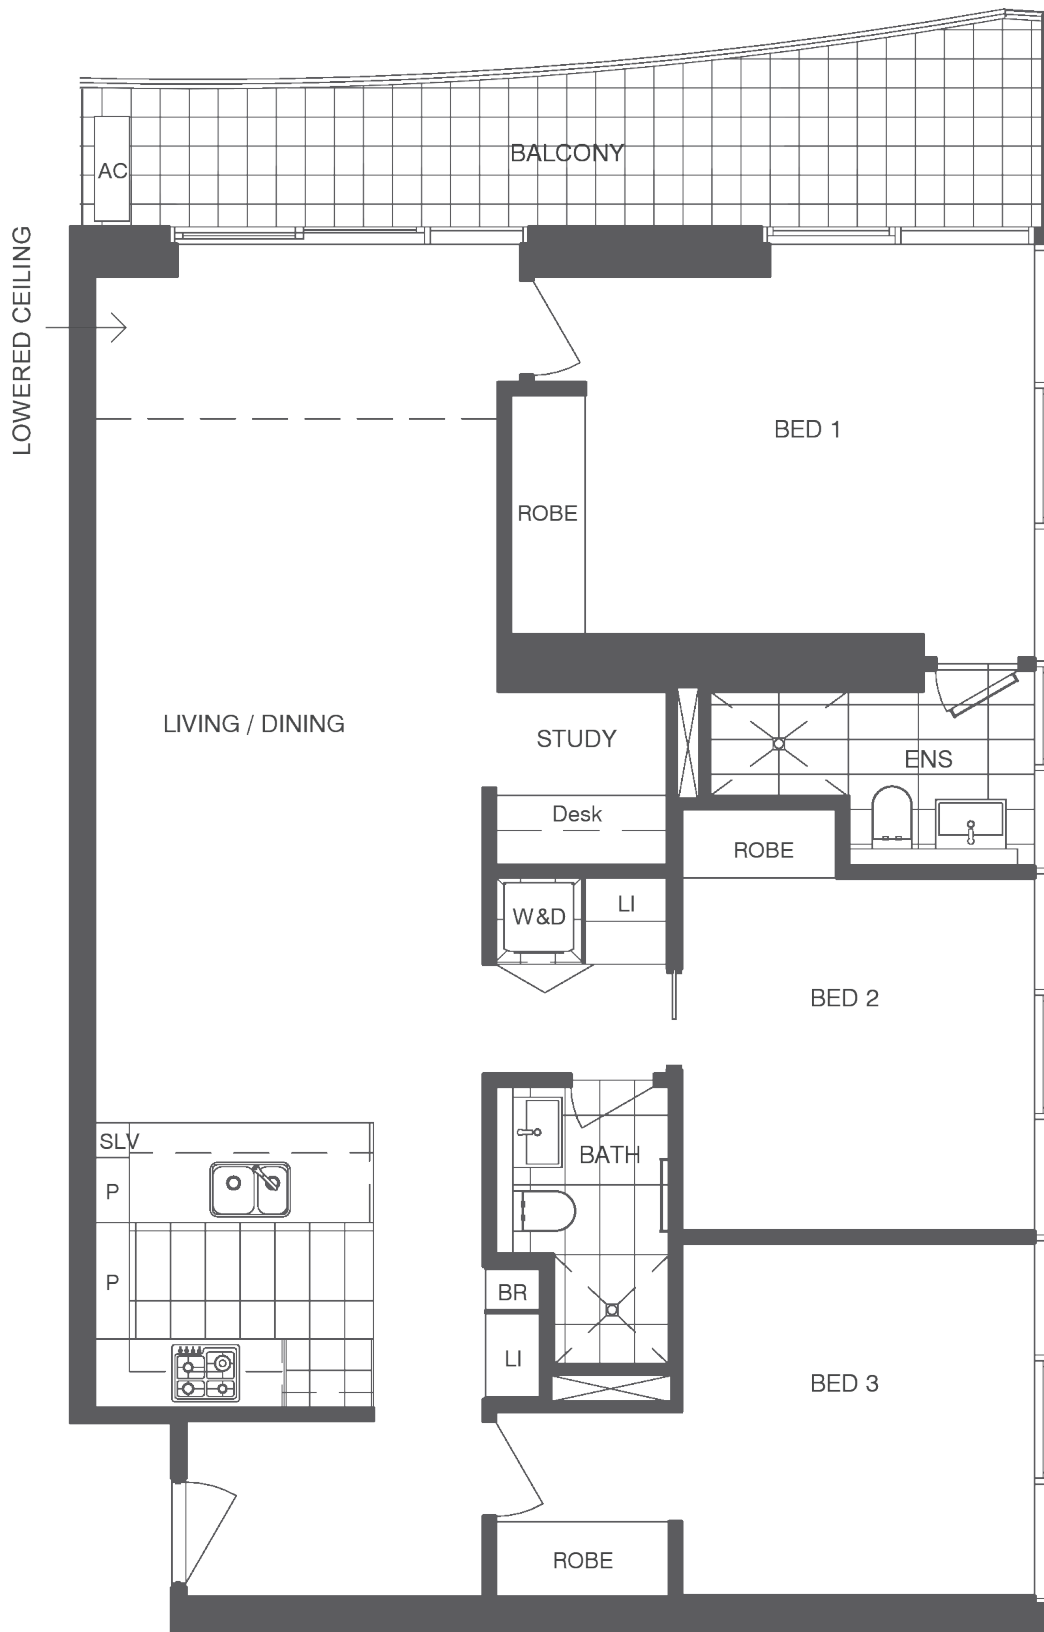 BALCONY
AC
LOWERED CEILING
BED 1
ROBE
LIVING / DINING
STUDY
ENS
Desk
ROBE
W&D
LI
BED 2
SLV
BATH
P
P
BR
LI
BED 3
ROBE